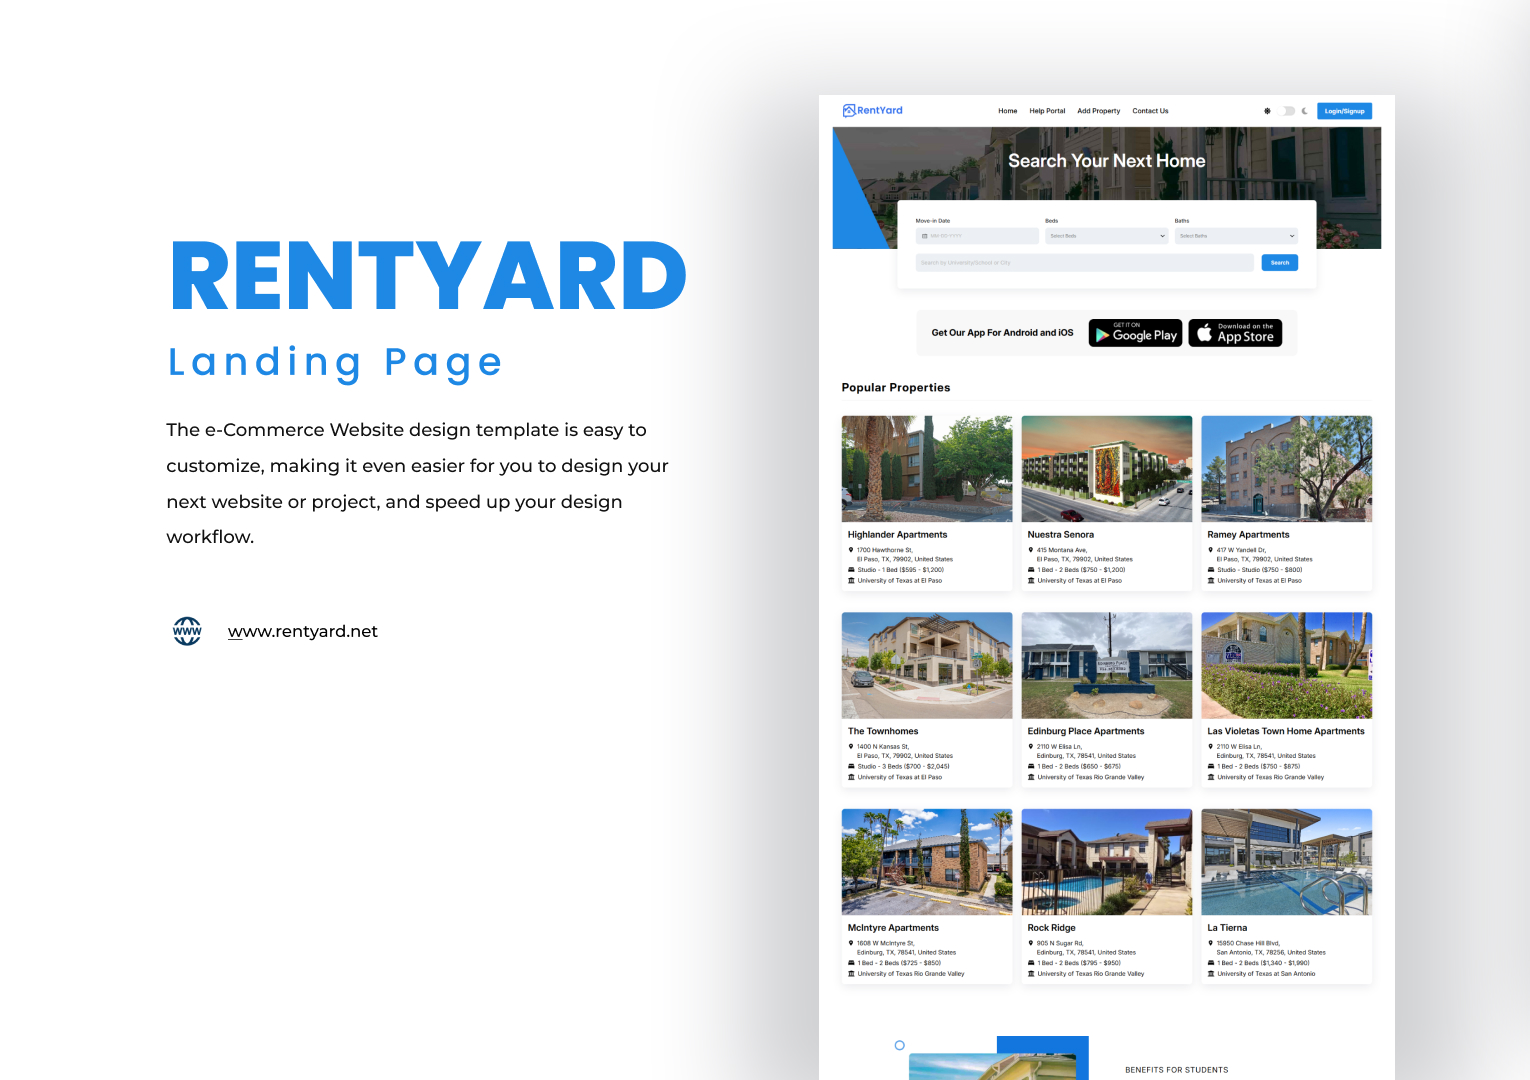 RENTYARD
Landing Page
The e-Commerce Website design template is easy to
customize, making it even easier for you to design your
next website or project, and speed up your design
workflow.
www
www.rentyard.net
RentYard
Home Help Portal Add Property Contact Us
Login/Signup
Search Your Next Home
Move-in Date Beds Baths
Select Beds Select Baths
Search by University/School or City
Search
Get Our App For Android and iOS
GET IT ON
Google Play
Download on the
App Store
Popular Properties
Highlander Apartments
1700 Hawthorne St,
El Paso, TX, 79902, United States
Studio - 1 Bed ($595 - $1,200)
University of Texas at El Paso
Nuestra Senora
415 Montana Ave,
El Paso, TX, 79902, United States
1 Bed - 2 Beds ($750 - $1,200)
University of Texas at El Paso
Ramey Apartments
417 W Yandell Dr,
El Paso, TX, 79902, United States
Studio - Studio ($750 - $800)
University of Texas at El Paso
The Townhomes
1400 N Kansas St,
El Paso, TX, 79902, United States
Studio - 3 Beds ($700 - $2,045)
University of Texas at El Paso
EDINBURG PLACE
Edinburg Place Apartments
2110 W Elisa Ln,
Edinburg, TX, 78541, United States
1 Bed - 2 Beds ($650 - $675)
University of Texas Rio Grande Valley
Las Violetas Town Home Apartments
2110 W Elisa Ln,
Edinburg, TX, 78541, United States
1 Bed - 2 Beds ($750 - $875)
University of Texas Rio Grande Valley
McIntyre Apartments
1608 W McIntyre St,
Edinburg, TX, 78541, United States
1 Bed - 2 Beds ($725 - $850)
University of Texas Rio Grande Valley
Rock Ridge
905 N Sugar Rd,
Edinburg, TX, 78541, United States
1 Bed - 2 Beds ($795 - $950)
University of Texas Rio Grande Valley
La Tierna
15950 Chase Hill Blvd,
San Antonio, TX, 78256, United States
1 Bed - 2 Beds ($1,340 - $1,990)
University of Texas at San Antonio
BENEFITS FOR STUDENTS